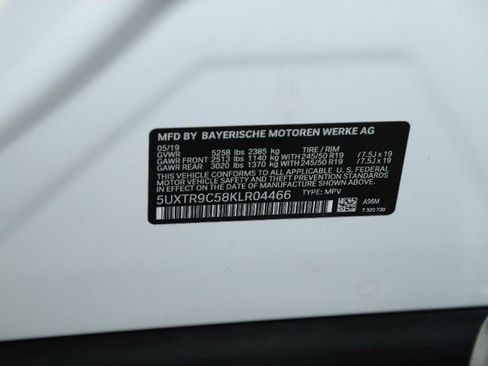 MFD BY BAYERISCHE MOTOREN WERKE AG
05/19 TIRE / RIM
GVWR 5258 lbs 2385 kg
GAWR FRONT 2513 lbs 1140 kg WITH 245/50 R19 / 7.5J x 19
GAWR REAR 3020 lbs 1370 kg WITH 245/50 R19 / 7.5J x 19
THIS VEHICLE CONFORMS TO ALL APPLICABLE U. S. FEDERAL
MOTOR VEHICLE SAFETY, BUMPER, AND THEFT PREVENTION
STANDARDS IN EFFECT ON THE DATE OF MANUFACTURE SHOWN ABOVE.
5UXTR9C58KLR04466 TYPE: MPV
A96M
7 320 730